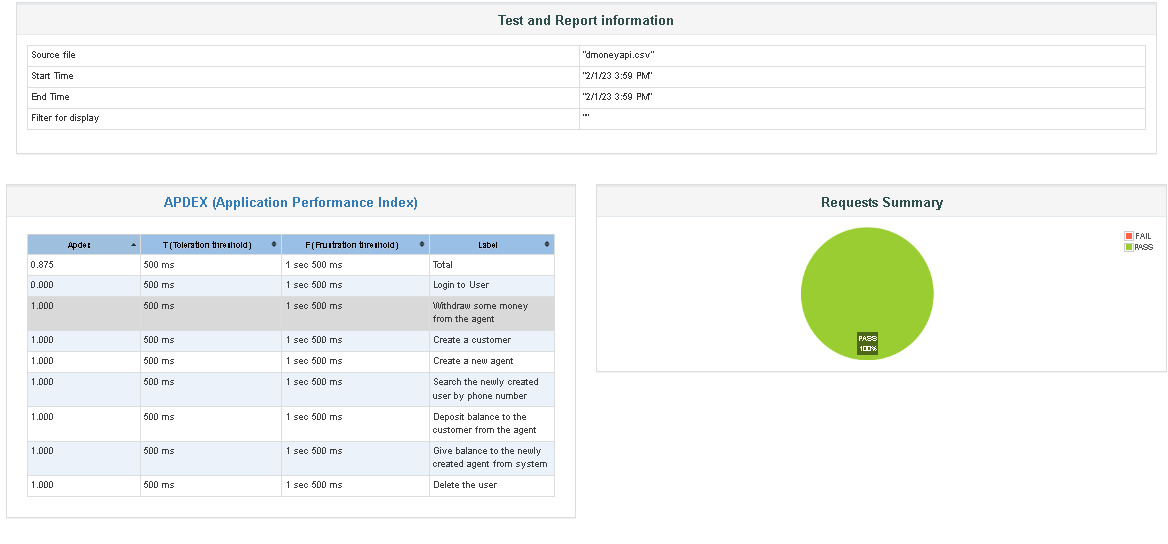 Test and Report information
Source file "dmoneyapi.csv"
Start Time "2/1/23 3:59 PM"
End Time "2/1/23 3:59 PM"
Filter for display ""
APDEX (Application Performance Index)
Apdex T (Toleration threshold) F (Frustration threshold) Label
0.875 500 ms 1 sec 500 ms Total
0.000 500 ms 1 sec 500 ms Login to User
1.000 500 ms 1 sec 500 ms Withdraw some money
from the agent
1.000 500 ms 1 sec 500 ms Create a customer
1.000 500 ms 1 sec 500 ms Create a new agent
1.000 500 ms 1 sec 500 ms Search the newly created
user by phone number
1.000 500 ms 1 sec 500 ms Deposit balance to the
customer from the agent
1.000 500 ms 1 sec 500 ms Give balance to the newly
created agent from system
1.000 500 ms 1 sec 500 ms Delete the user
Requests Summary
FAIL
PASS
PASS
100%